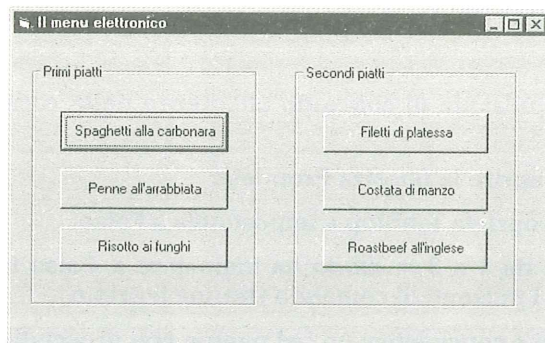 Il menu elettronico
Primi piatti
Spaghetti alla carbonara
Penne all'arrabbiata
Risotto ai funghi
Secondi piatti
Filetti di platessa
Costata di manzo
Roastbeef all'inglese